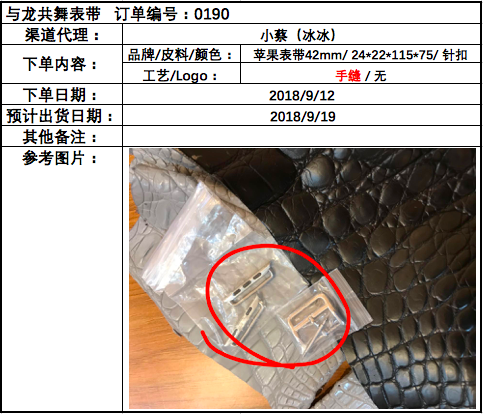 与龙共舞表带 订单编号：0190
渠道代理： 小蔡（冰冰）
下单内容： 品牌/皮料/颜色： 苹果表带42mm/ 24*22*115*75/ 针扣
工艺/Logo： 手缝 / 无
下单日期： 2018/9/12
预计出货日期： 2018/9/19
其他备注：
参考图片：